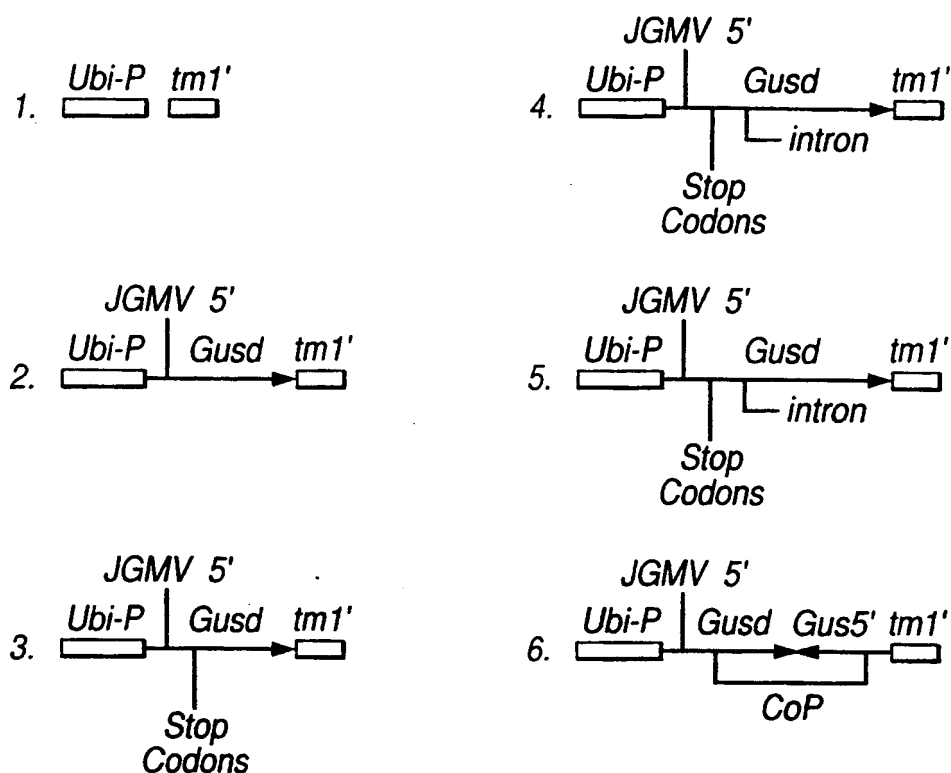 1. Ubi-P tm1'
2. Ubi-P JGMV 5' Gusd tm1'
3. Ubi-P JGMV 5' Gusd tm1'
Stop
Codons
4. Ubi-P JGMV 5' Gusd tm1'
intron
Stop
Codons
5. Ubi-P JGMV 5' Gusd tm1'
intron
Stop
Codons
6. Ubi-P JGMV 5' Gusd Gus5' tm1'
CoP